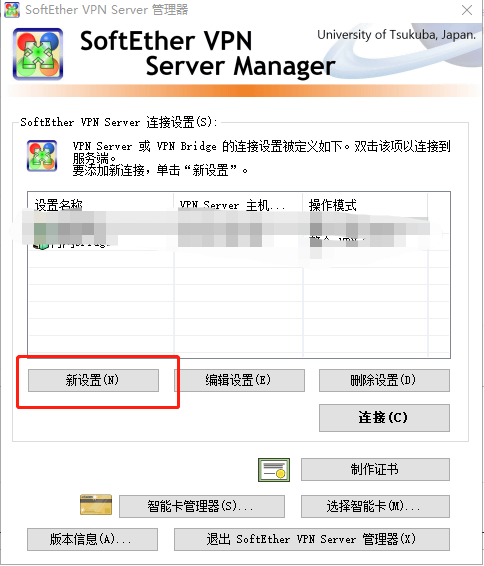 SoftEther VPN Server 管理器
SoftEther VPN
Server Manager
University of Tsukuba, Japan.
SoftEther VPN Server 连接设置(S):
VPN Server 或 VPN Bridge 的连接设置被定义如下。双击该项以连接到
服务端。
要添加新连接，单击“新设置”。
设置名称 VPN Server 主机... 操作模式
新设置(N) 编辑设置(E) 删除设置(D)
连接(C)
制作证书
智能卡管理器(S)... 选择智能卡(M)...
版本信息(A)... 退出 SoftEther VPN Server 管理器(X)